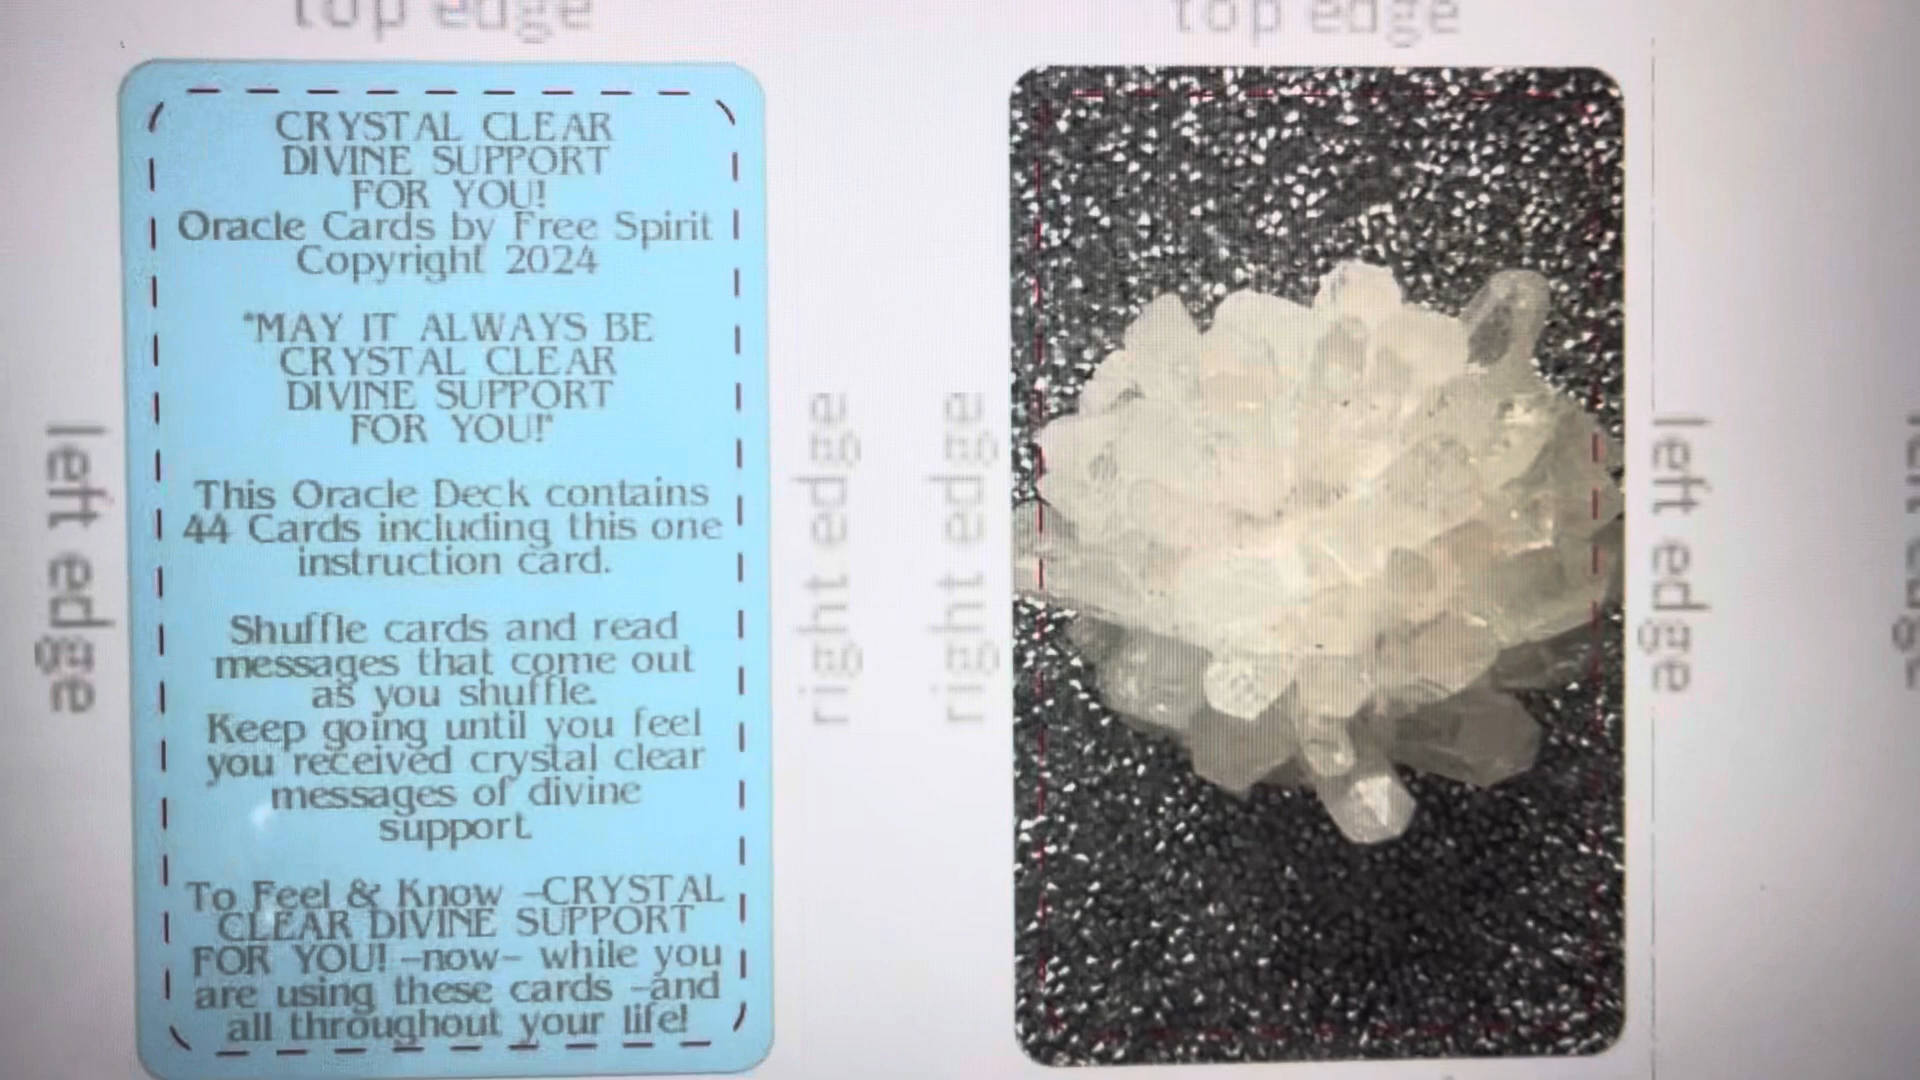 top edge
top edge
CRYSTAL CLEAR
DIVINE SUPPORT
FOR YOU!
Oracle Cards by Free Spirit
Copyright 2024
"MAY IT ALWAYS BE
CRYSTAL CLEAR
DIVINE SUPPORT
FOR YOU!"
This Oracle Deck contains
44 Cards including this one
instruction card.
Shuffle cards and read
messages that come out
as you shuffle.
Keep going until you feel
you received crystal clear
messages of divine
support.
To Feel & Know -CRYSTAL
CLEAR DIVINE SUPPORT
FOR YOU! -now- while you
are using these cards -and
all throughout your life!
left edge
right edge
right edge
left edge
left edge